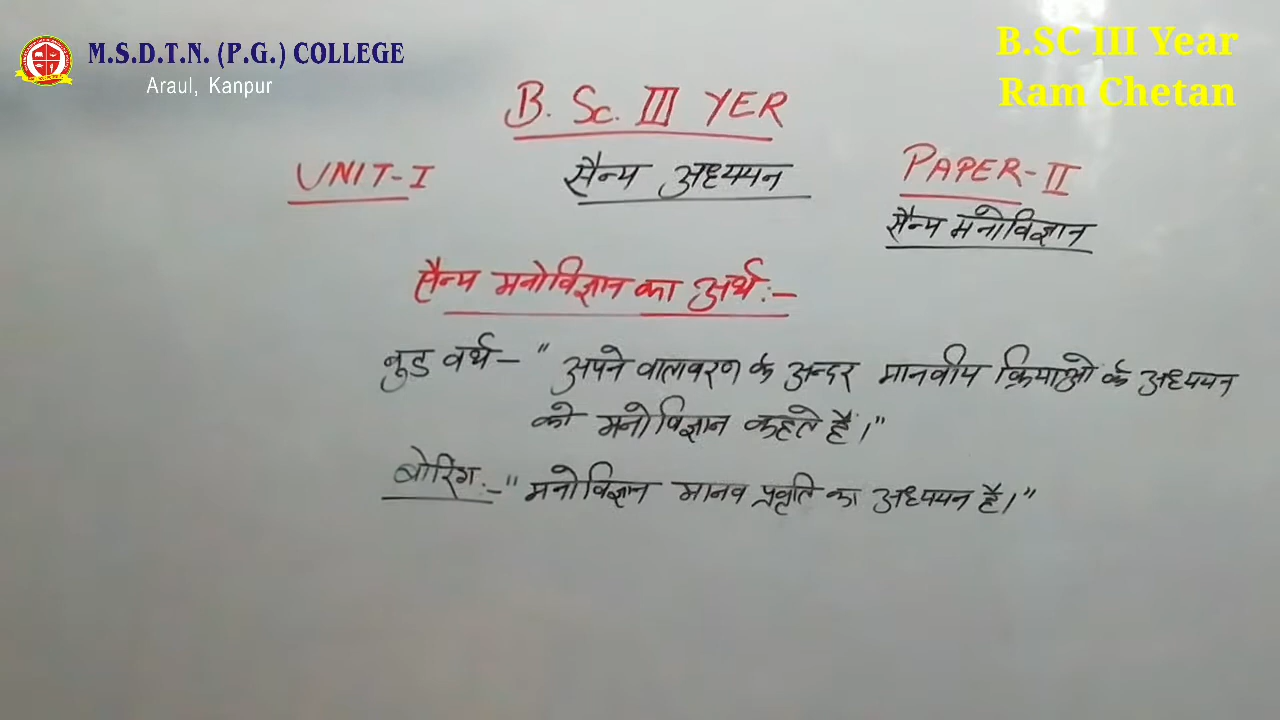 M.S.D.T.N. (P.G.) COLLEGE
Araul, Kanpur
B.SC III Year
Ram Chetan
B. Sc. III YER
UNIT-I
सैन्य अध्ययन
PAPER-II
सैन्य मनोविज्ञान
सैन्य मनोविज्ञान का अर्थ:-
वुड वर्थ - " अपने वातावरण के अन्दर मानवीय क्रियाओ के अध्ययन
को मनोविज्ञान कहते हैं।"
बोरिंग:- " मनोविज्ञान मानव प्रवृति का अध्ययन है।"